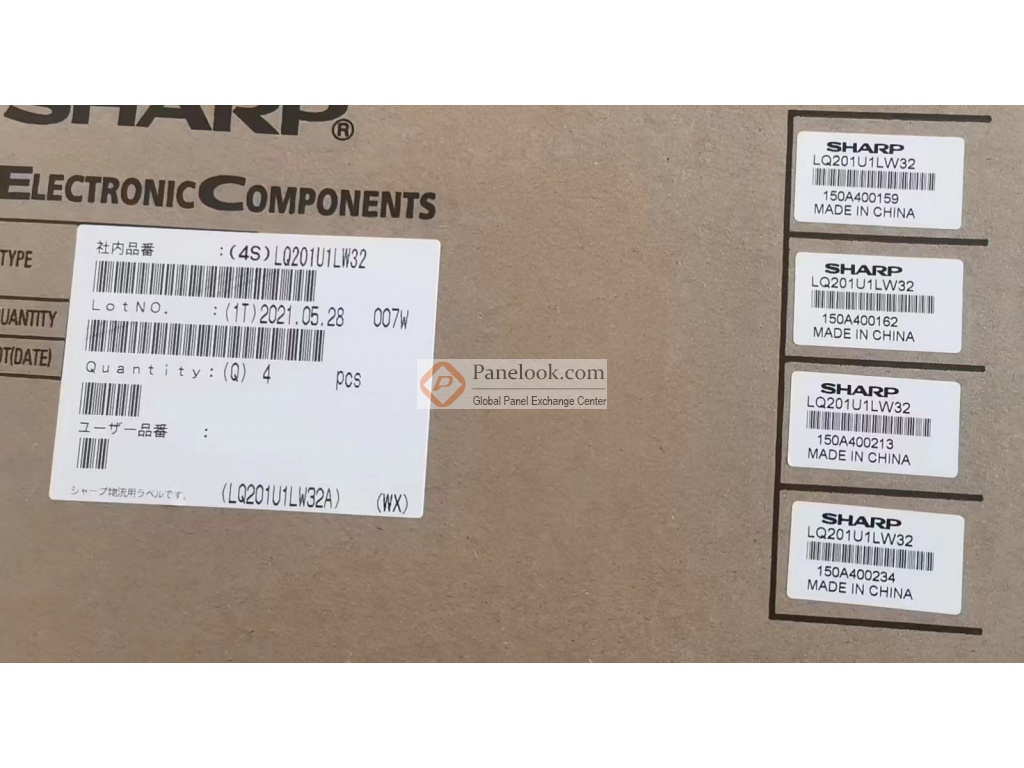 SHARP®
ELECTRONIC COMPONENTS
TYPE
QUANTITY
OT(DATE)
社内品番 :(4S)LQ201U1LW32
LotNO. :(1T)2021.05.28 007W
Quantity:(Q) 4 pcs
ユーザー品番 :
シャープ物流用ラベルです。 (LQ201U1LW32A) (WX)
Panelook.com
Global Panel Exchange Center
SHARP
LQ201U1LW32
150A400159
MADE IN CHINA
SHARP
LQ201U1LW32
150A400162
MADE IN CHINA
SHARP
LQ201U1LW32
150A400213
MADE IN CHINA
SHARP
LQ201U1LW32
150A400234
MADE IN CHINA